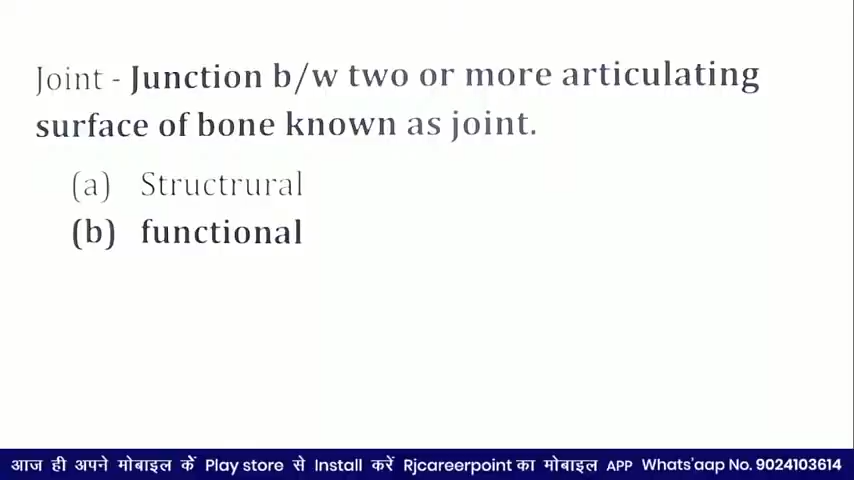 Joint - Junction b/w two or more articulating
surface of bone known as joint.
(a) Structrural
(b) functional
आज ही अपने मोबाइल कें Play store से Install करें Rjcareerpoint का मोबाइल APP Whats'aap No. 9024103614